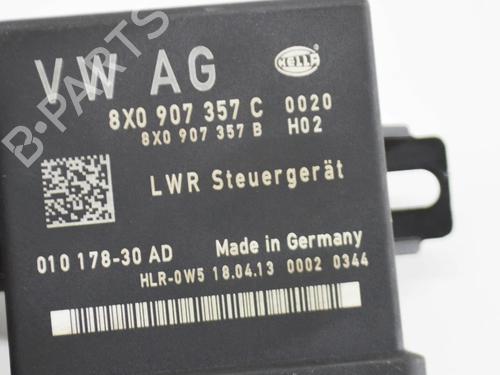 VW AG
HELLA
8X0 907 357 C 0020
8X0 907 357 B H02
LWR Steuergerät
010 178-30 AD Made in Germany
HLR-0W5 18.04.13 0002 0344
B-PARTS